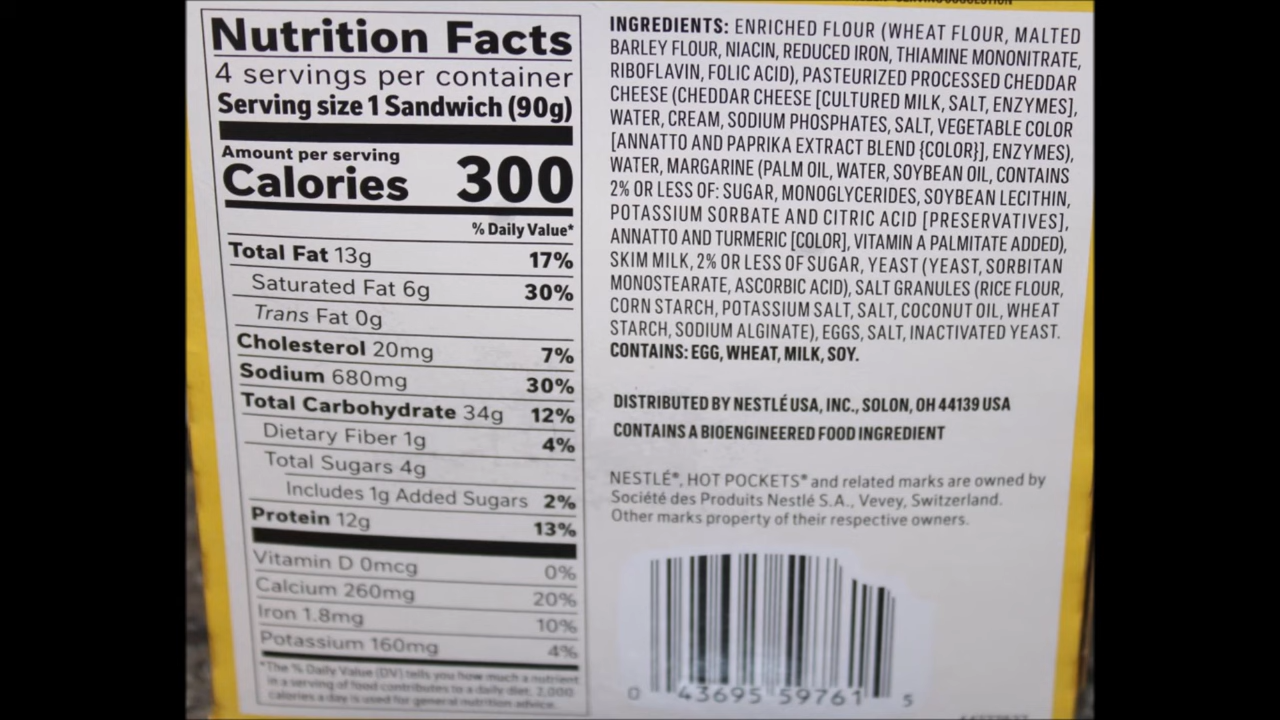 Nutrition Facts
4 servings per container
Serving size 1 Sandwich (90g)
Amount per serving
Calories 300
% Daily Value*
Total Fat 13g 17%
Saturated Fat 6g 30%
Trans Fat 0g
Cholesterol 20mg 7%
Sodium 680mg 30%
Total Carbohydrate 34g 12%
Dietary Fiber 1g 4%
Total Sugars 4g
Includes 1g Added Sugars 2%
Protein 12g 13%
Vitamin D 0mcg 0%
Calcium 260mg 20%
Iron 1.8mg 10%
Potassium 160mg 4%
*The % Daily Value (DV) tells you how much a nutrient
in a serving of food contributes to a daily diet. 2,000
calories a day is used for general nutrition advice.
SERVING SUGGESTION
INGREDIENTS: ENRICHED FLOUR (WHEAT FLOUR, MALTED
BARLEY FLOUR, NIACIN, REDUCED IRON, THIAMINE MONONITRATE,
RIBOFLAVIN, FOLIC ACID), PASTEURIZED PROCESSED CHEDDAR
CHEESE (CHEDDAR CHEESE [CULTURED MILK, SALT, ENZYMES],
WATER, CREAM, SODIUM PHOSPHATES, SALT, VEGETABLE COLOR
[ANNATTO AND PAPRIKA EXTRACT BLEND {COLOR}], ENZYMES),
WATER, MARGARINE (PALM OIL, WATER, SOYBEAN OIL, CONTAINS
2% OR LESS OF: SUGAR, MONOGLYCERIDES, SOYBEAN LECITHIN,
POTASSIUM SORBATE AND CITRIC ACID [PRESERVATIVES],
ANNATTO AND TURMERIC [COLOR], VITAMIN A PALMITATE ADDED),
SKIM MILK, 2% OR LESS OF SUGAR, YEAST (YEAST, SORBITAN
MONOSTEARATE, ASCORBIC ACID), SALT GRANULES (RICE FLOUR,
CORN STARCH, POTASSIUM SALT, SALT, COCONUT OIL, WHEAT
STARCH, SODIUM ALGINATE), EGGS, SALT, INACTIVATED YEAST.
CONTAINS: EGG, WHEAT, MILK, SOY.
DISTRIBUTED BY NESTLÉ USA, INC., SOLON, OH 44139 USA
CONTAINS A BIOENGINEERED FOOD INGREDIENT
NESTLÉ®, HOT POCKETS® and related marks are owned by
Société des Produits Nestlé S.A., Vevey, Switzerland.
Other marks property of their respective owners.
0 43695 59761 5